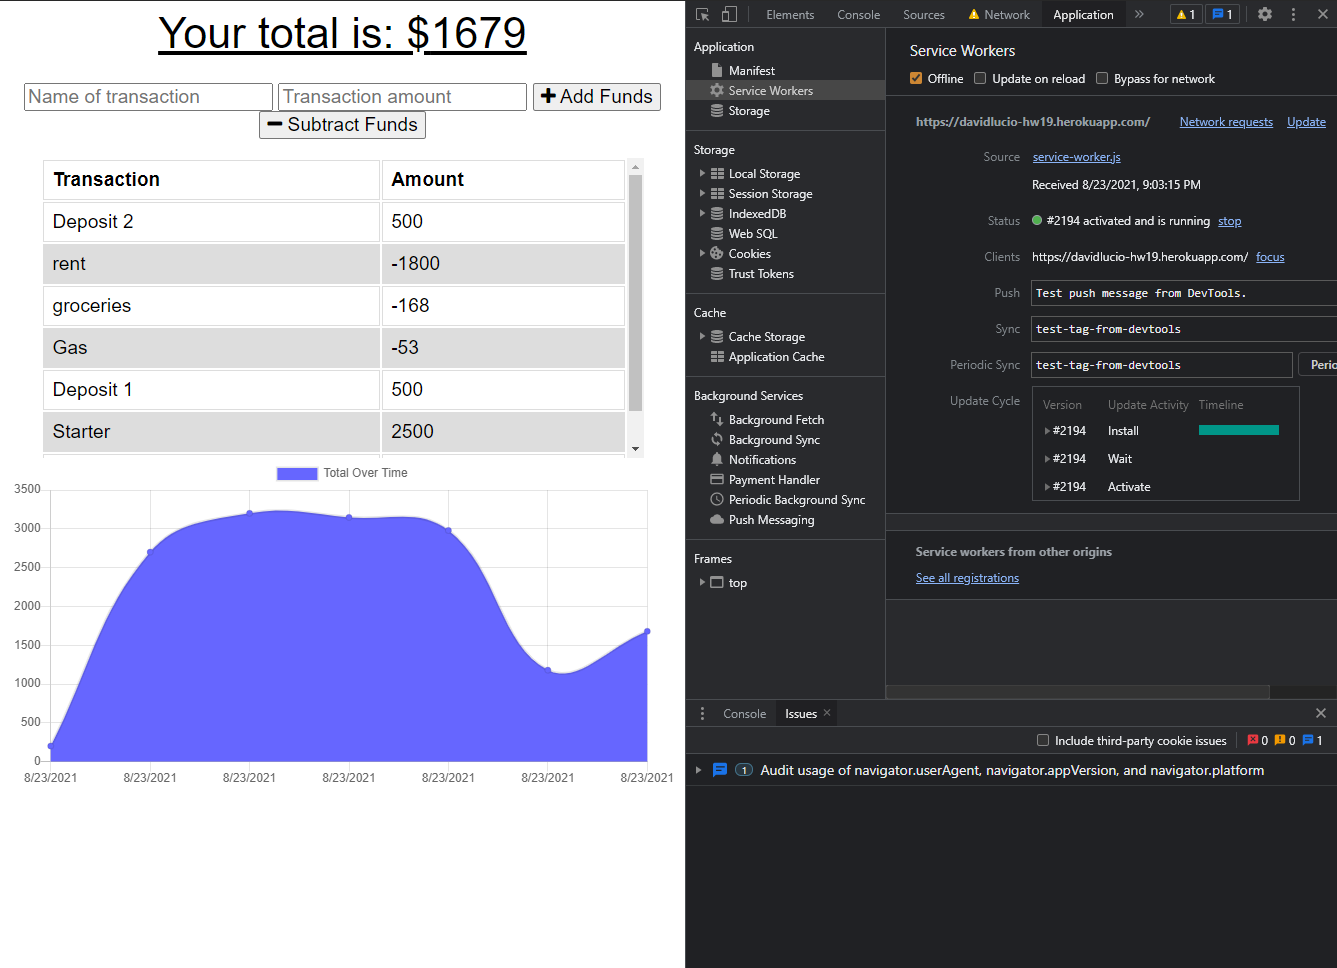 Your total is: $1679
Name of transaction
Transaction amount
Add Funds
Subtract Funds
Transaction Amount
Deposit 2 500
rent -1800
groceries -168
Gas -53
Deposit 1 500
Starter 2500
Total Over Time
3500
3000
2500
2000
1500
1000
500
0
8/23/2021 8/23/2021 8/23/2021 8/23/2021 8/23/2021 8/23/2021 8/23/2021
Elements Console Sources Network Application » 1 1
Application
Manifest
Service Workers
Storage
Storage
Local Storage
Session Storage
IndexedDB
Web SQL
Cookies
Trust Tokens
Cache
Cache Storage
Application Cache
Background Services
Background Fetch
Background Sync
Notifications
Payment Handler
Periodic Background Sync
Push Messaging
Frames
top
Service Workers
Offline Update on reload Bypass for network
https://davidlucio-hw19.herokuapp.com/ Network requests Update
Source service-worker.js
Received 8/23/2021, 9:03:15 PM
Status #2194 activated and is running stop
Clients https://davidlucio-hw19.herokuapp.com/ focus
Push Test push message from DevTools.
Sync test-tag-from-devtools
Periodic Sync test-tag-from-devtools Perio
Update Cycle Version Update Activity Timeline
#2194 Install
#2194 Wait
#2194 Activate
Service workers from other origins
See all registrations
Console Issues
Include third-party cookie issues 0 0 1
1 Audit usage of navigator.userAgent, navigator.appVersion, and navigator.platform